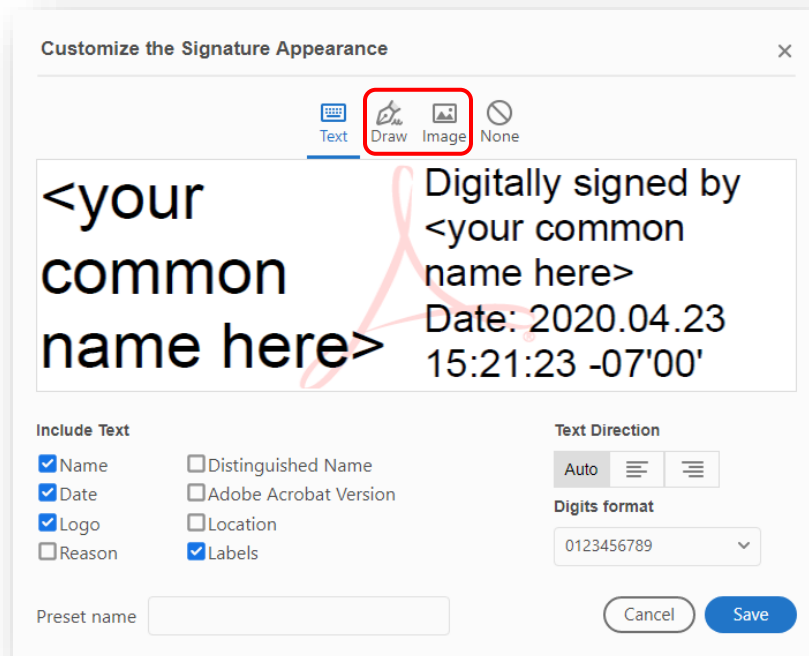 Customize the Signature Appearance
Text Draw Image None
<your
common
name here>
Digitally signed by
<your common
name here>
Date: 2020.04.23
15:21:23 -07'00'
Include Text
Name
Date
Logo
Reason
Distinguished Name
Adobe Acrobat Version
Location
Labels
Text Direction
Auto
Digits format
0123456789
Preset name
Cancel
Save